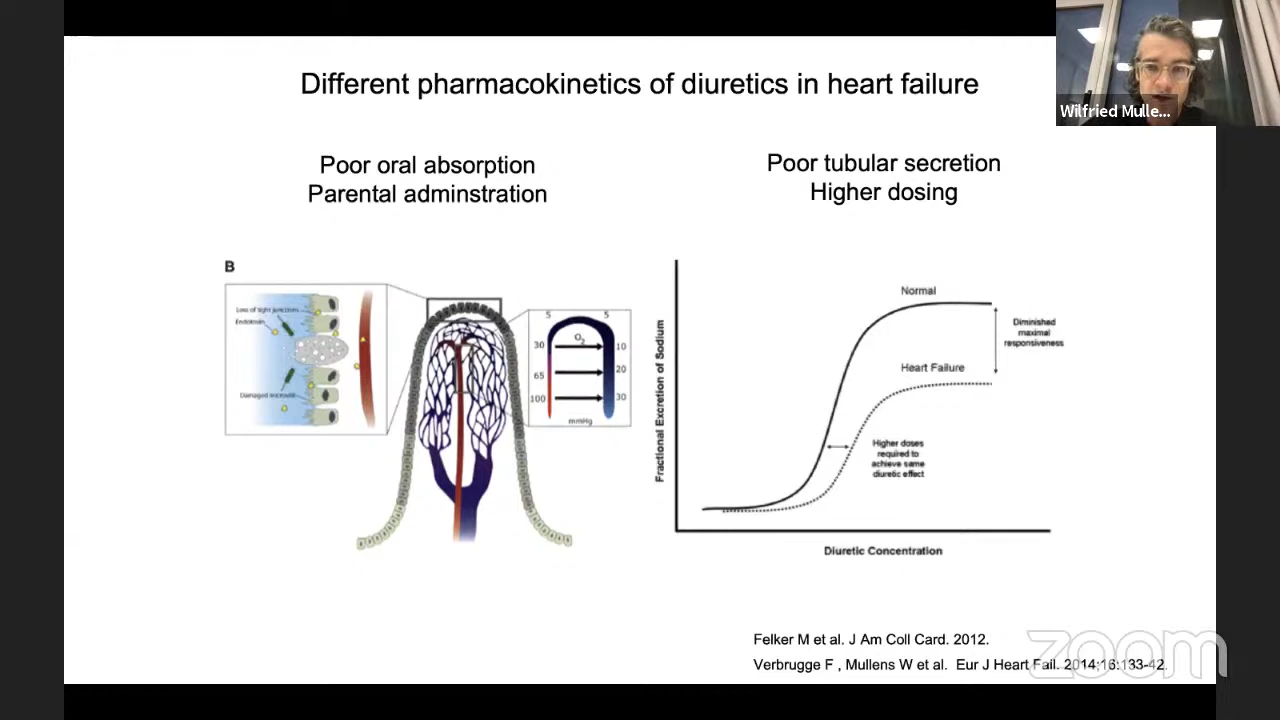 Different pharmacokinetics of diuretics in heart failure
Wilfried Mulle...
Poor oral absorption
Parental adminstration
Poor tubular secretion
Higher dosing
B
Loss of tight junctions
Endotoxin
Damaged microvilli
5 5
O2
30 10
65 20
100 30
mmHg
Fractional Excretion of Sodium
Normal
Diminished
maximal
responsiveness
Heart Failure
Higher doses
required to
achieve same
diuretic effect
Diuretic Concentration
Felker M et al. J Am Coll Card. 2012.
Verbrugge F , Mullens W et al. Eur J Heart Fail. 2014;16:133-42.
zoom